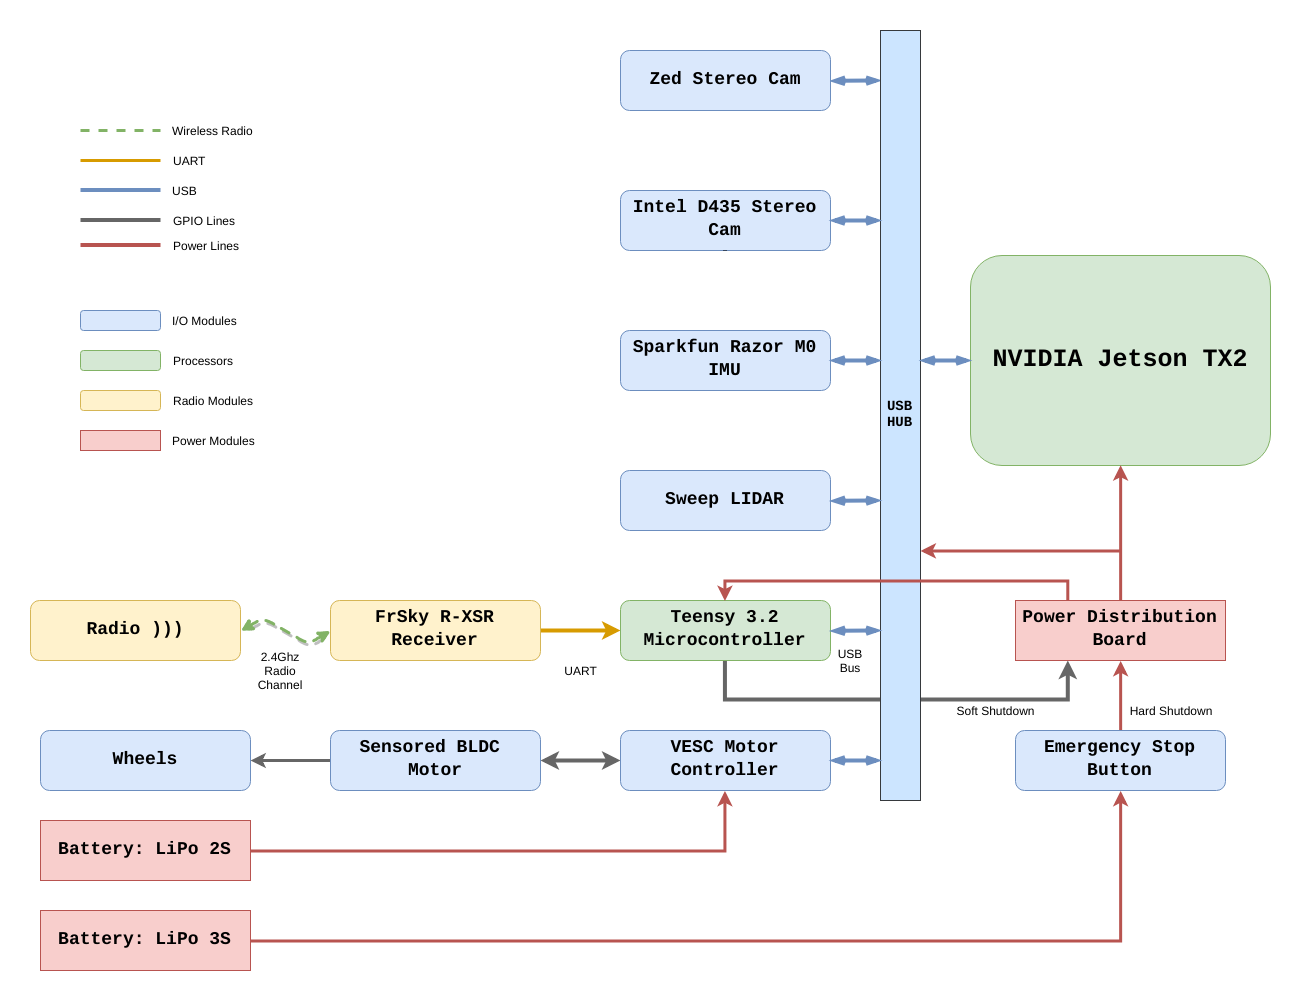 Zed Stereo Cam
Wireless Radio
UART
USB
GPIO Lines
Power Lines
Intel D435 Stereo
Cam
I/O Modules
Processors
Radio Modules
Power Modules
Sparkfun Razor M0
IMU
NVIDIA Jetson TX2
USB
HUB
Sweep LIDAR
Radio )))
2.4Ghz
Radio
Channel
FrSky R-XSR
Receiver
UART
Teensy 3.2
Microcontroller
USB
Bus
Power Distribution
Board
Soft Shutdown
Hard Shutdown
Wheels
Sensored BLDC
Motor
VESC Motor
Controller
Emergency Stop
Button
Battery: LiPo 2S
Battery: LiPo 3S